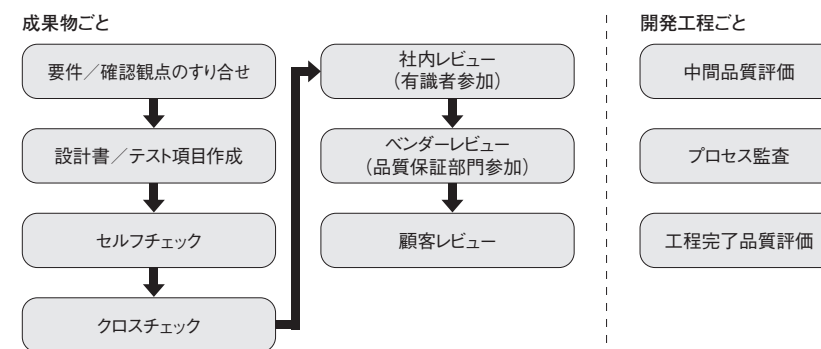 成果物ごと
要件／確認観点のすり合せ
設計書／テスト項目作成
セルフチェック
クロスチェック
社内レビュー
（有識者参加）
ベンダーレビュー
（品質保証部門参加）
顧客レビュー
開発工程ごと
中間品質評価
プロセス監査
工程完了品質評価